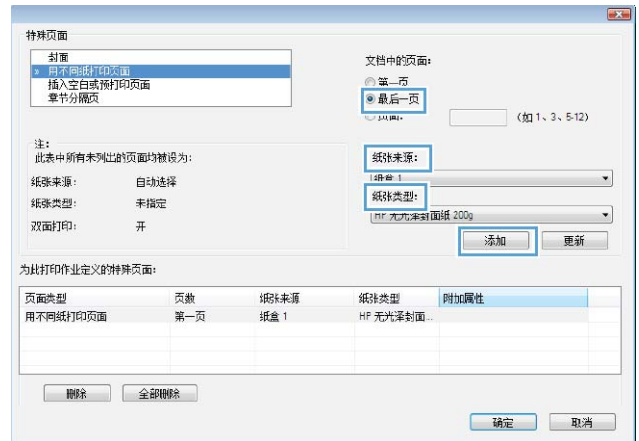 特殊页面
封面
» 用不同纸打印页面
插入空白或预打印页面
章节分隔页
文档中的页面:
第一页
最后一页
页面:
(如 1、3、5-12)
注:
此表中所有未列出的页面均被设为:
纸张来源: 自动选择
纸张类型: 未指定
双面打印: 开
纸张来源:
纸盒 1
纸张类型:
HP 无光泽封面纸 200g
添加 更新
为此打印作业定义的特殊页面:
页面类型 页数 纸张来源 纸张类型 附加属性
用不同纸打印页面 第一页 纸盒 1 HP 无光泽封面...
删除 全部删除
确定 取消